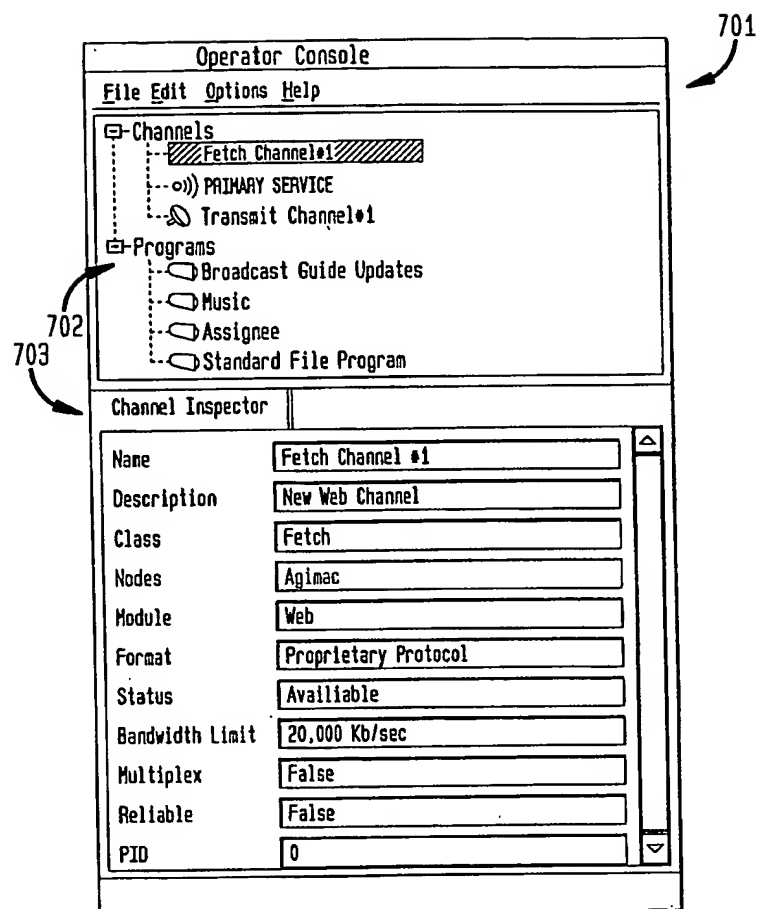 701
Operator Console
File Edit Options Help
Channels
Fetch Channel#1
PRIMARY SERVICE
Transmit Channel#1
Programs
Broadcast Guide Updates
702
Music
Assignee
703
Standard File Program
Channel Inspector
Name Fetch Channel #1
Description New Web Channel
Class Fetch
Nodes Agimac
Module Web
Format Proprietary Protocol
Status Availiable
Bandwidth Limit 20,000 Kb/sec
Multiplex False
Reliable False
PID 0